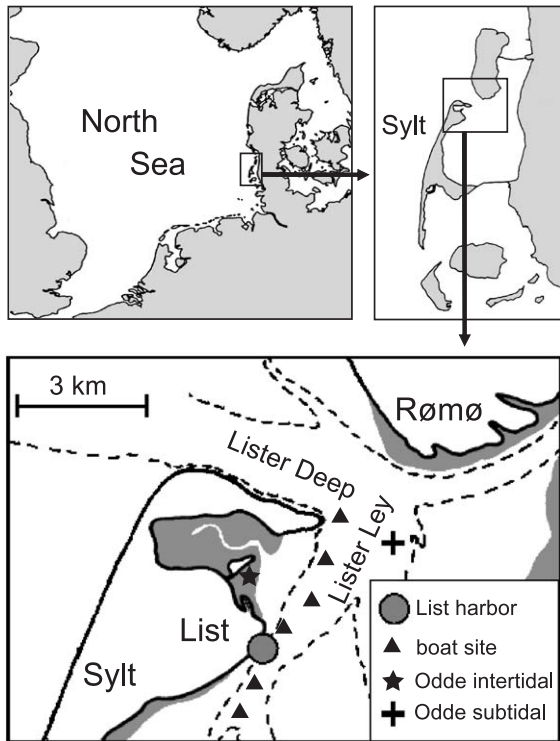 North
Sea
Sylt
3 km
Rømø
Lister Deep
Lister Ley
List
Sylt
List harbor
boat site
Odde intertidal
Odde subtidal